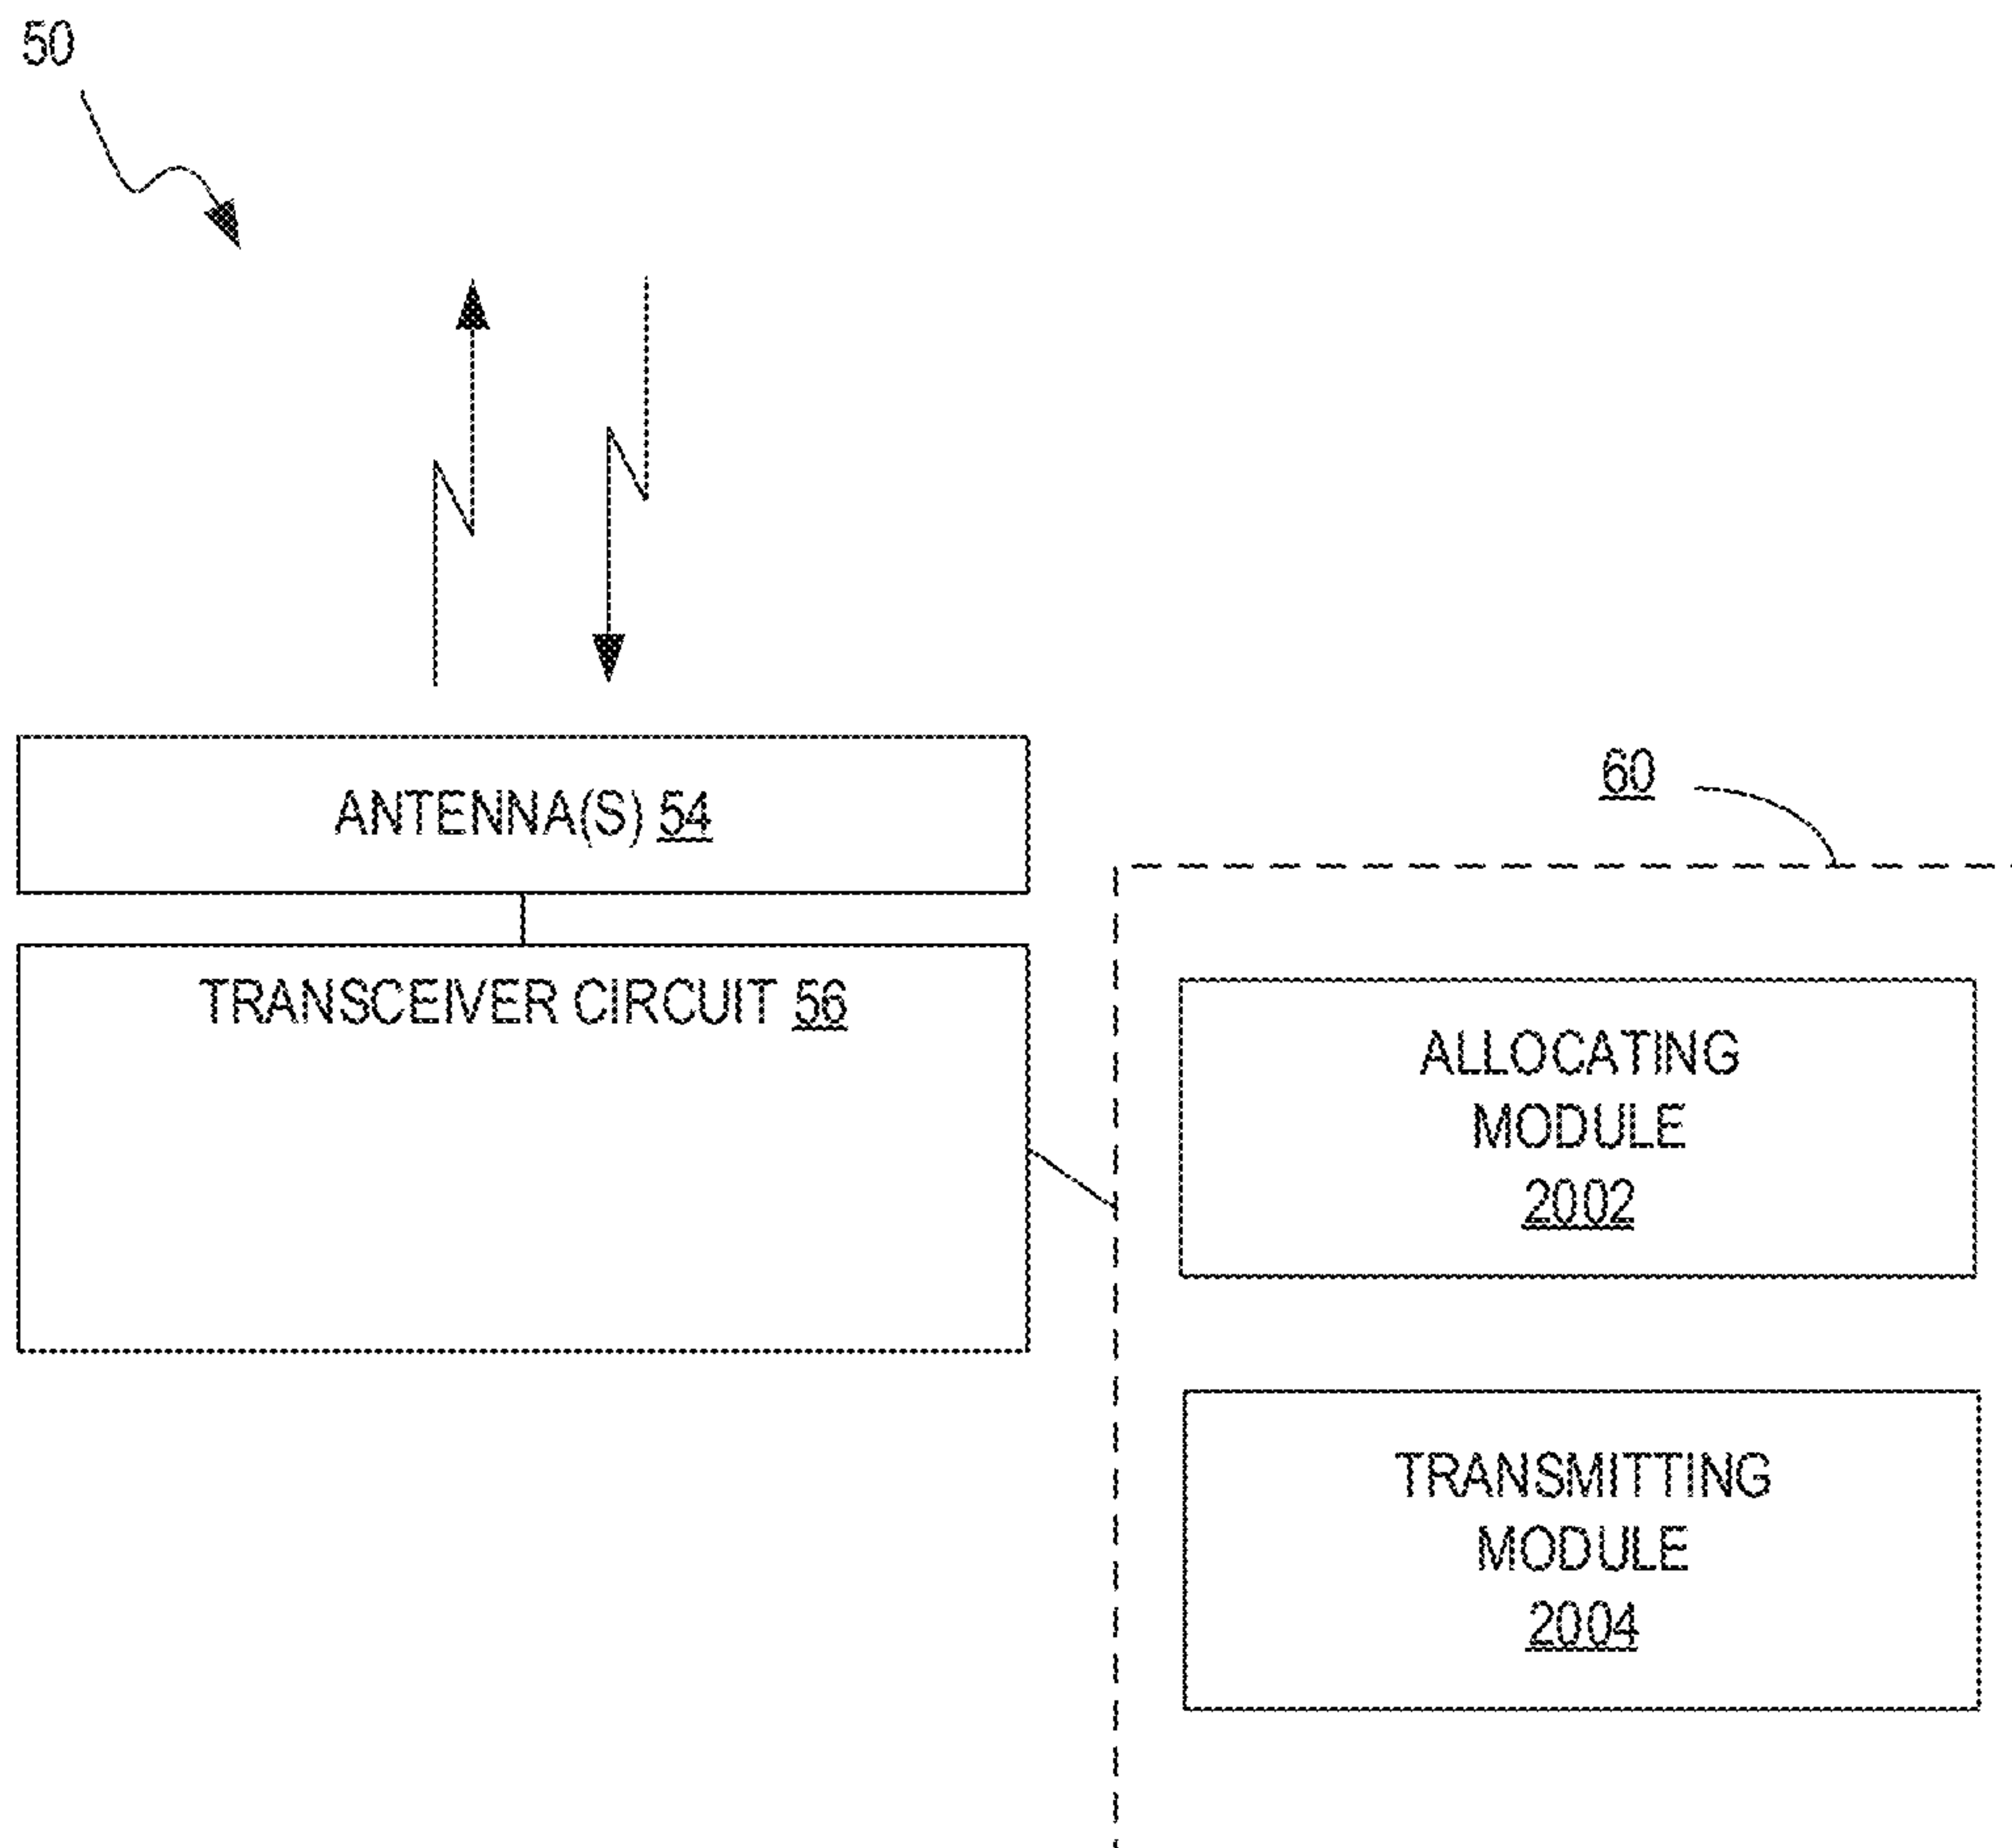 50
ANTENNA(S) 54
60
TRANSCEIVER CIRCUIT 56
ALLOCATING
MODULE
2002
TRANSMITTING
MODULE
2004